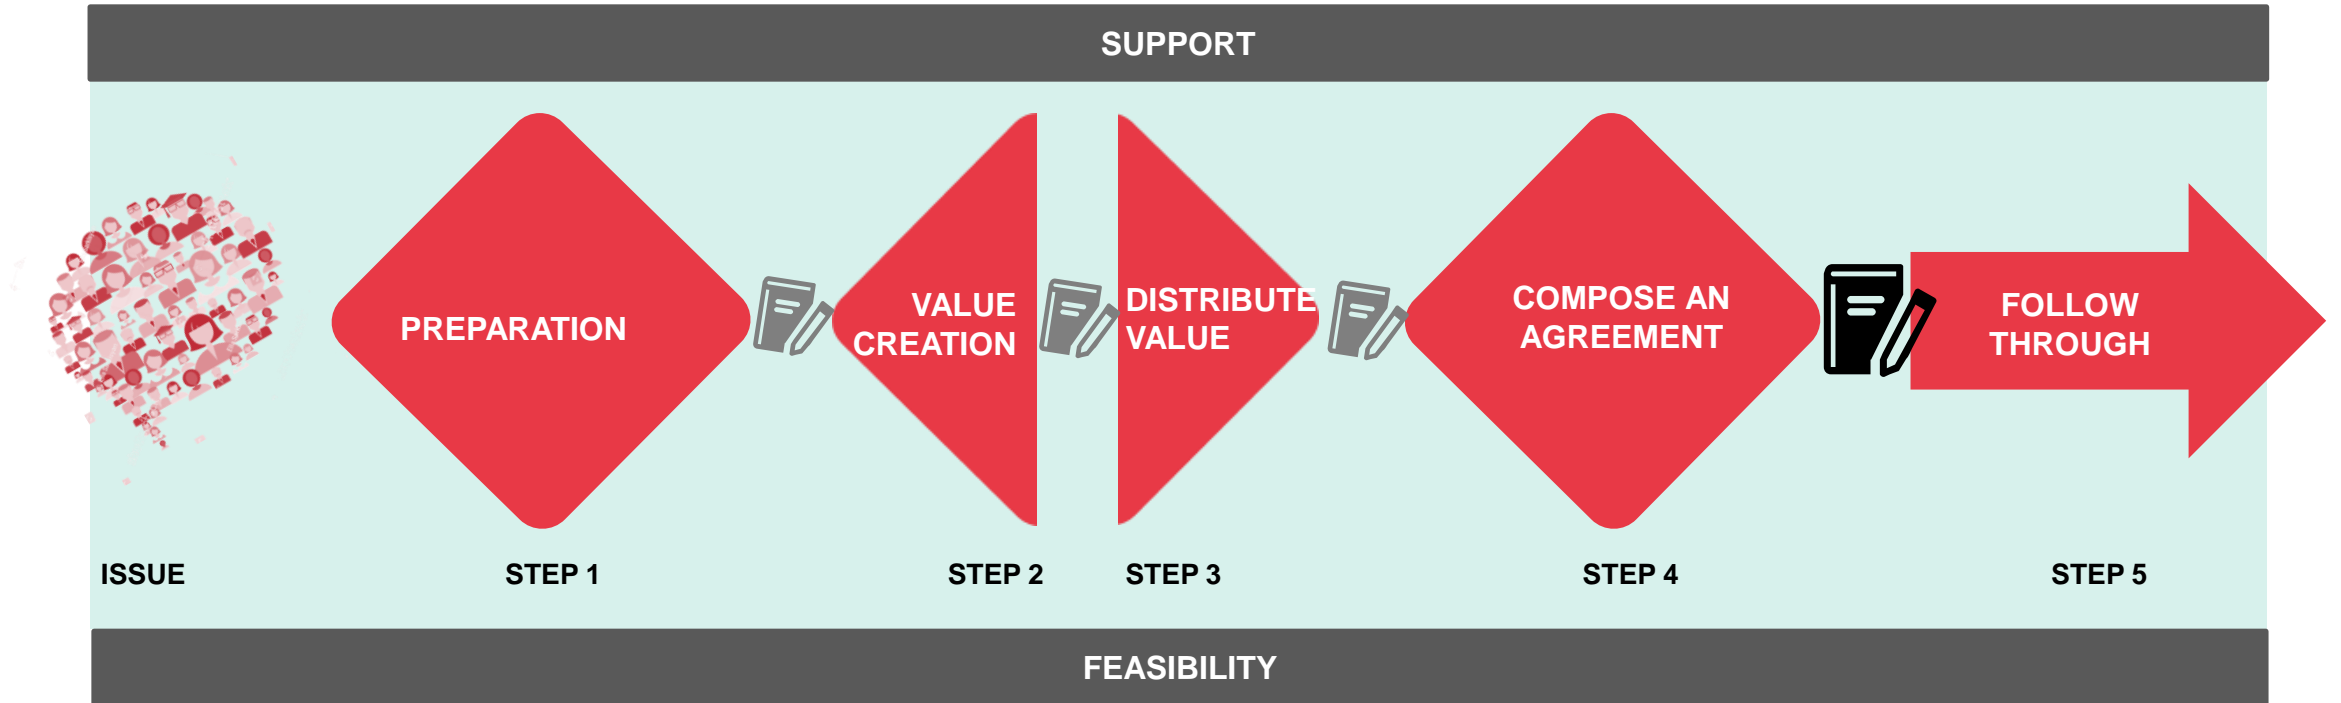 SUPPORT
PREPARATION
VALUE
CREATION
DISTRIBUTE
VALUE
COMPOSE AN
AGREEMENT
FOLLOW
THROUGH
ISSUE
STEP 1
STEP 2
STEP 3
STEP 4
STEP 5
FEASIBILITY